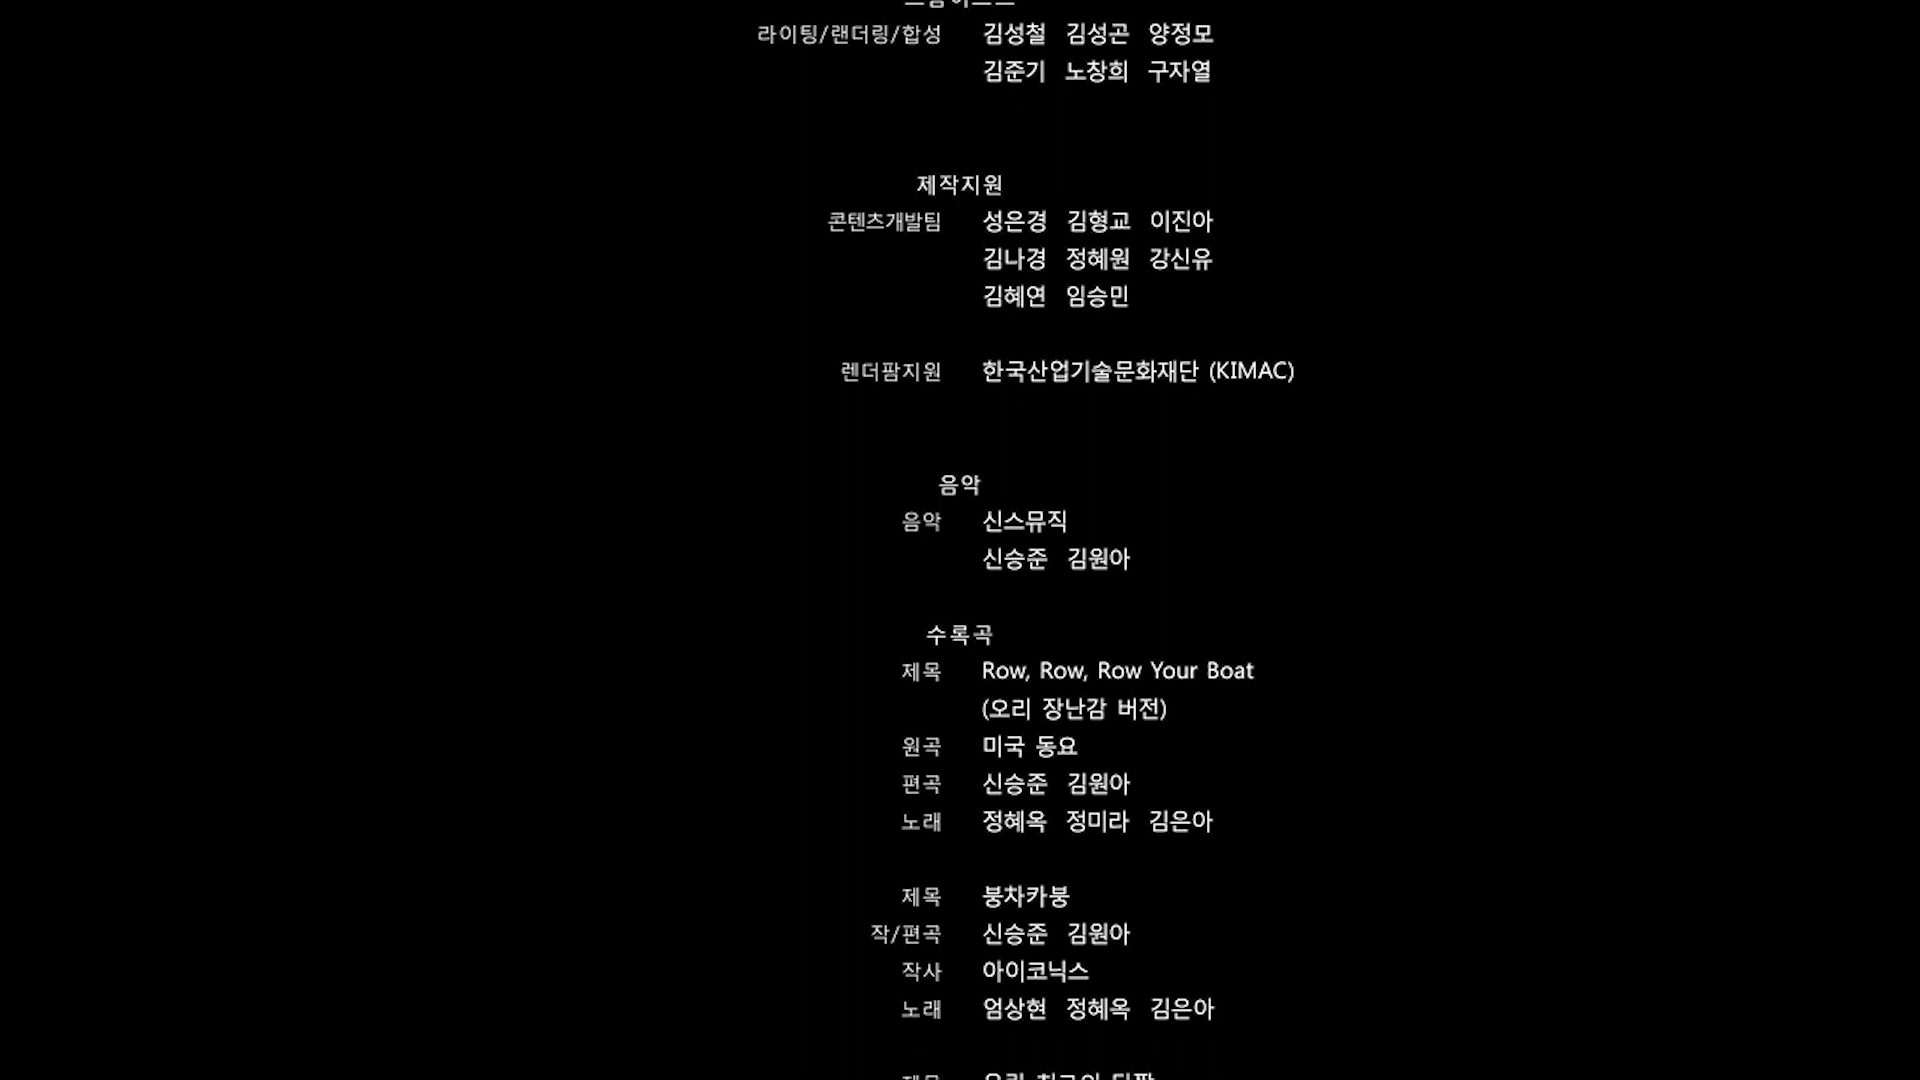 라이팅/랜더링/합성 김성철 김성곤 양정모
김준기 노창희 구자열
제작지원
콘텐츠개발팀 성은경 김형교 이진아
김나경 정혜원 강신유
김혜연 임승민
렌더팜지원 한국산업기술문화재단 (KIMAC)
음악
음악 신스뮤직
신승준 김원아
수록곡
제목 Row, Row, Row Your Boat
(오리 장난감 버전)
원곡 미국 동요
편곡 신승준 김원아
노래 정혜옥 정미라 김은아
제목 붕차카붕
작/편곡 신승준 김원아
작사 아이코닉스
노래 엄상현 정혜옥 김은아
제목